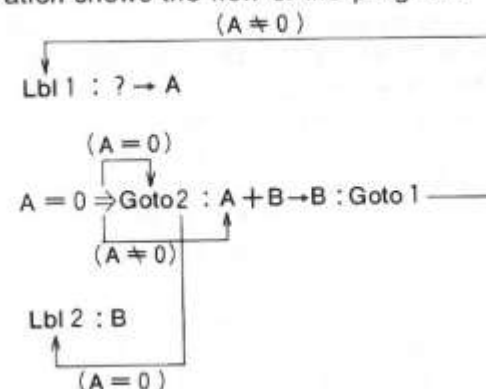 ation shows the flow of the program
(A ≠ 0)
Lbl 1 : ? → A
(A = 0)
A = 0 ⇒ Goto 2 : A + B → B : Goto 1
(A ≠ 0)
Lbl 2 : B
(A = 0)